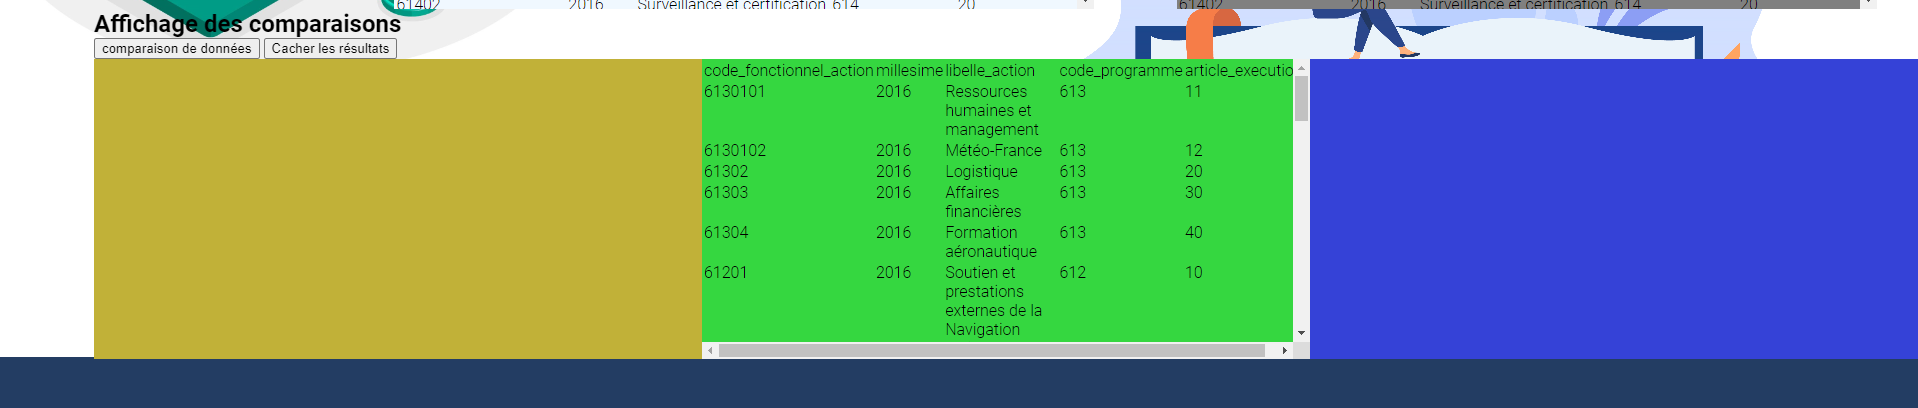 61402 2016 Surveillance et certification 614 20 61402 2016 Surveillance et certification 614 20
Affichage des comparaisons
comparaison de données Cacher les résultats
code_fonctionnel_action millesime libelle_action code_programme article_executio
6130101 2016 Ressources 613 11
humaines et
management
6130102 2016 Météo-France 613 12
61302 2016 Logistique 613 20
61303 2016 Affaires 613 30
financières
61304 2016 Formation 613 40
aéronautique
61201 2016 Soutien et 612 10
prestations
externes de la
Navigation